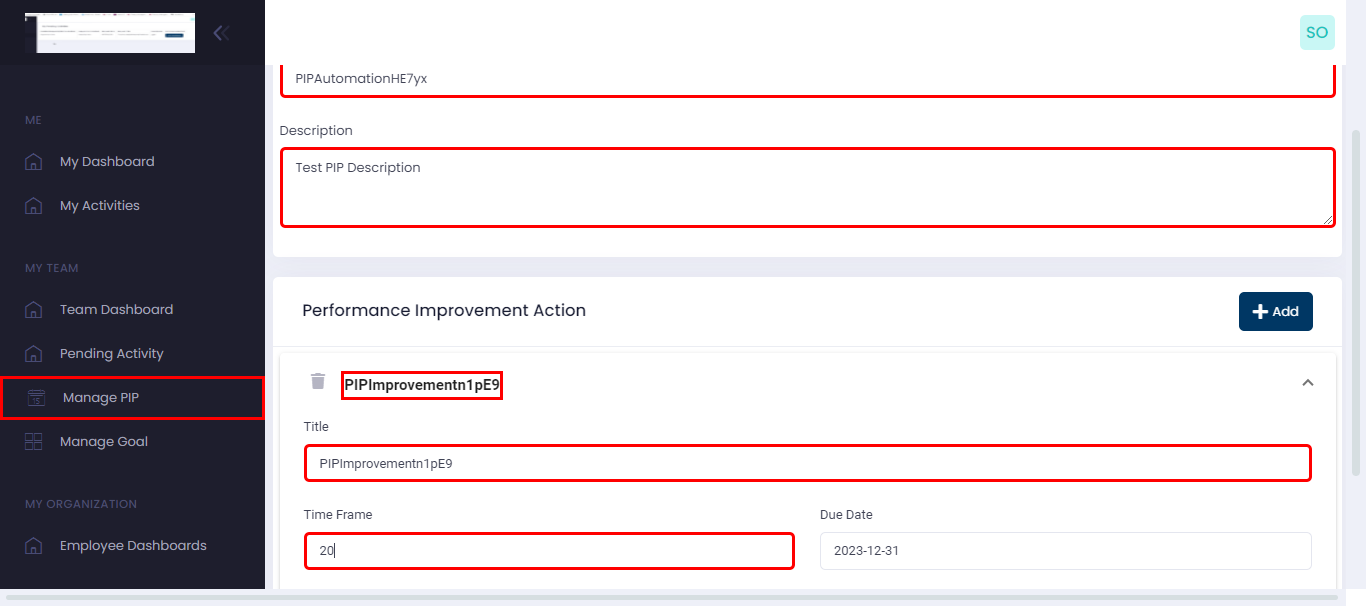 SO
ME
My Dashboard
My Activities
MY TEAM
Team Dashboard
Pending Activity
Manage PIP
Manage Goal
MY ORGANIZATION
Employee Dashboards
PIPAutomationHE7yx
Description
Test PIP Description
Performance Improvement Action
Add
PIPImprovementn1pE9
Title
PIPImprovementn1pE9
Time Frame
Due Date
20
2023-12-31